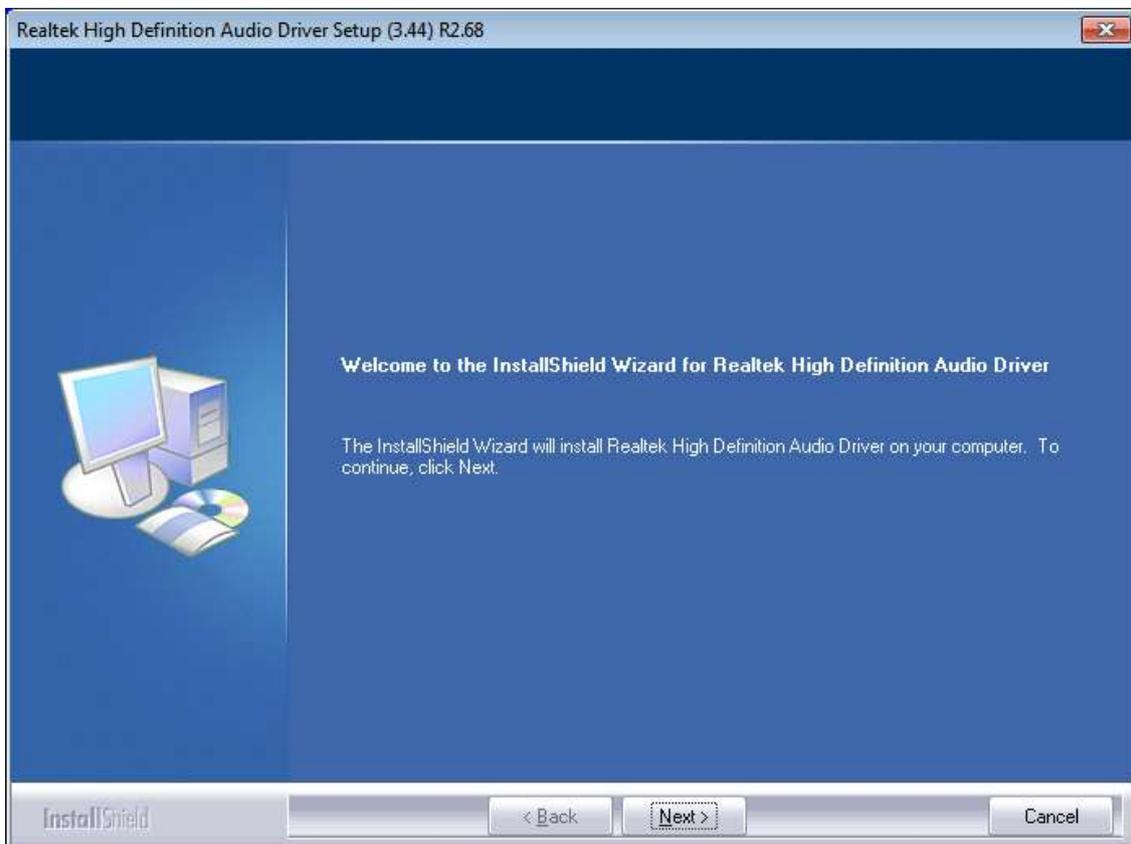 Realtek High Definition Audio Driver Setup (3.44) R2.68
Welcome to the InstallShield Wizard for Realtek High Definition Audio Driver
The InstallShield Wizard will install Realtek High Definition Audio Driver on your computer. To
continue, click Next.
InstallShield
< Back
Next >
Cancel